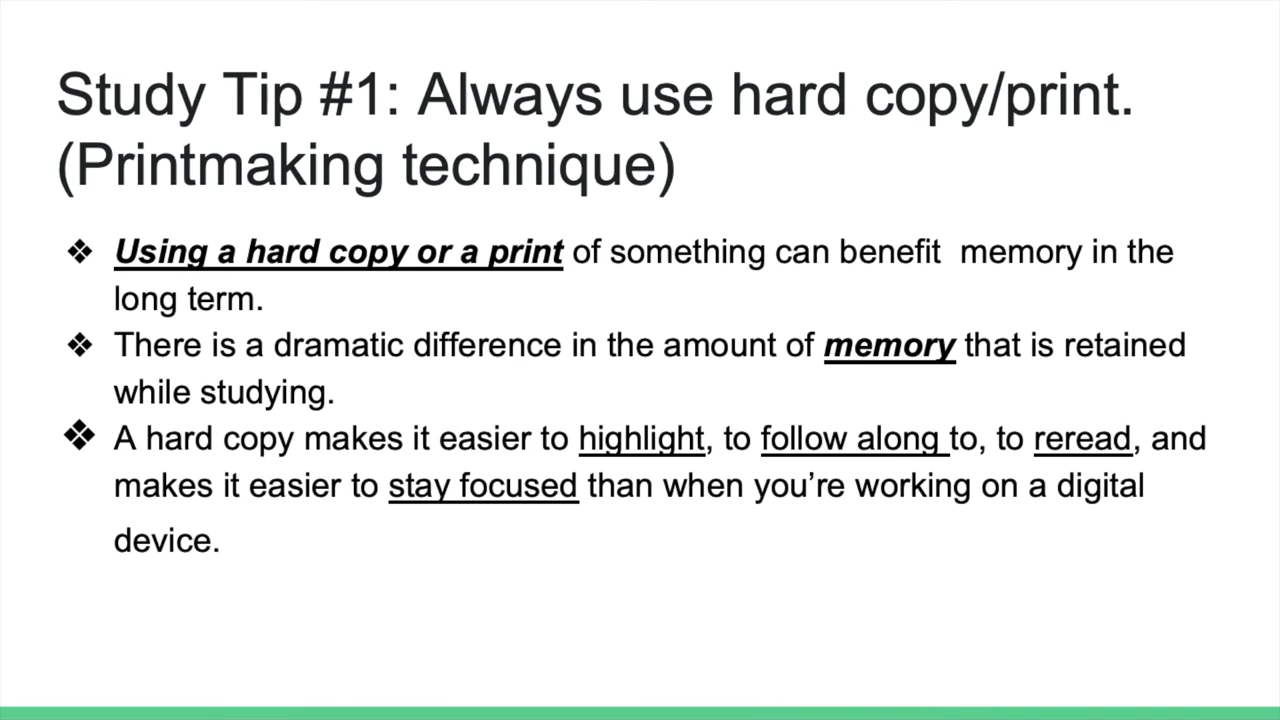 Study Tip #1: Always use hard copy/print.
(Printmaking technique)
❖ Using a hard copy or a print of something can benefit  memory in the
long term.
❖ There is a dramatic difference in the amount of memory that is retained
while studying.
❖ A hard copy makes it easier to highlight, to follow along to, to reread, and
makes it easier to stay focused than when you’re working on a digital
device.